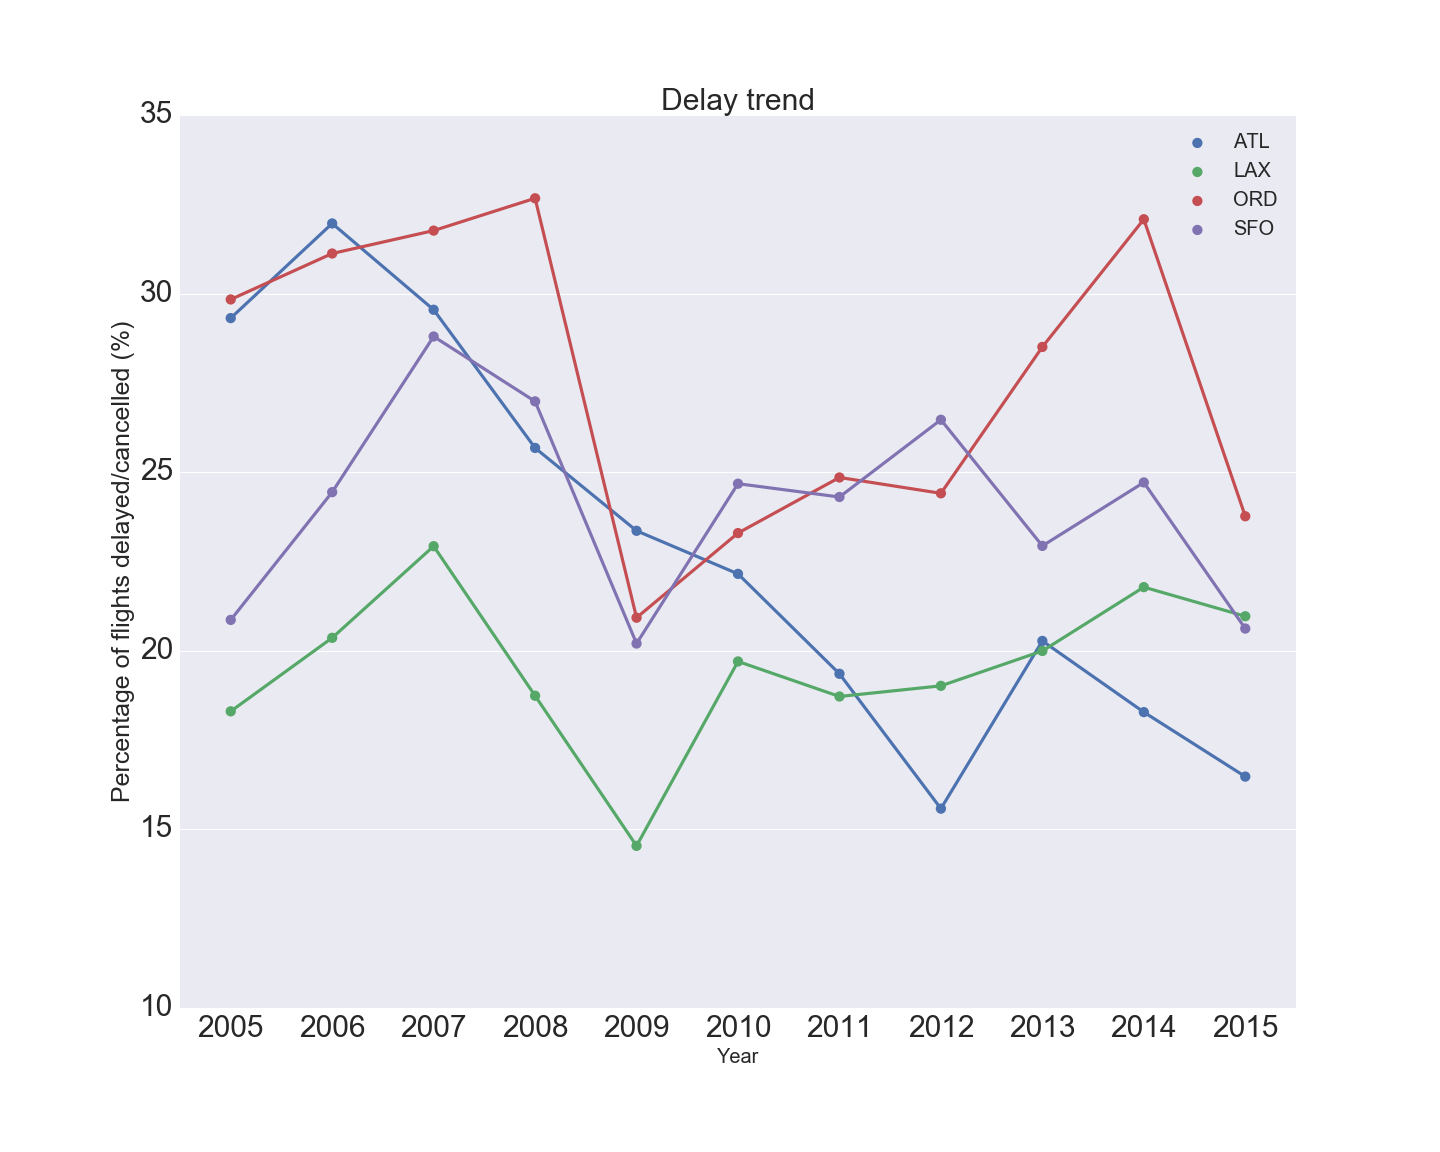 Delay trend
35
30
25
20
15
10
Percentage of flights delayed/cancelled (%)
ATL
LAX
ORD
SFO
2005 2006 2007 2008 2009 2010 2011 2012 2013 2014 2015
Year